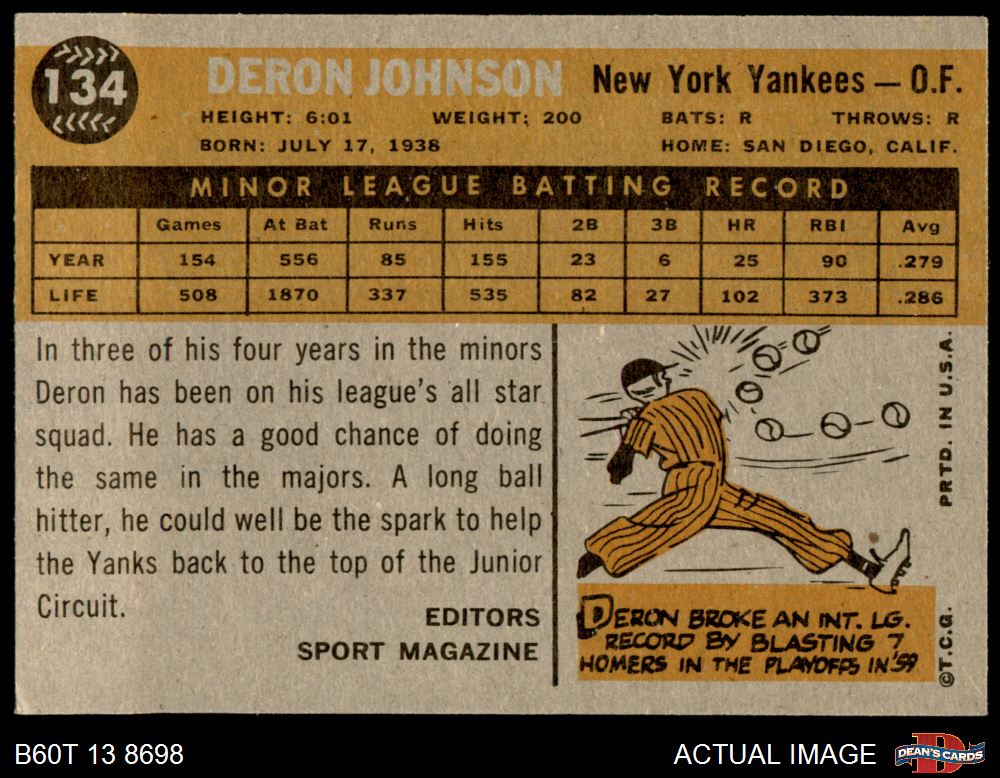 134
DERON JOHNSON New York Yankees — O.F.
HEIGHT: 6:01 WEIGHT: 200 BATS: R THROWS: R
BORN: JULY 17, 1938 HOME: SAN DIEGO, CALIF.
MINOR LEAGUE BATTING RECORD
Games At Bat Runs Hits 2B 3B HR RBI Avg
YEAR 154 556 85 155 23 6 25 90 .279
LIFE 508 1870 337 535 82 27 102 373 .286
In three of his four years in the minors
Deron has been on his league's all star
squad. He has a good chance of doing
the same in the majors. A long ball
hitter, he could well be the spark to help
the Yanks back to the top of the Junior
Circuit.
EDITORS
SPORT MAGAZINE
DERON BROKE AN INT. LG.
RECORD BY BLASTING 7
HOMERS IN THE PLAYOFFS IN '59
©T.C.G. PRTD. IN U.S.A.
B60T 13 8698 ACTUAL IMAGE
DEAN'S CARDS